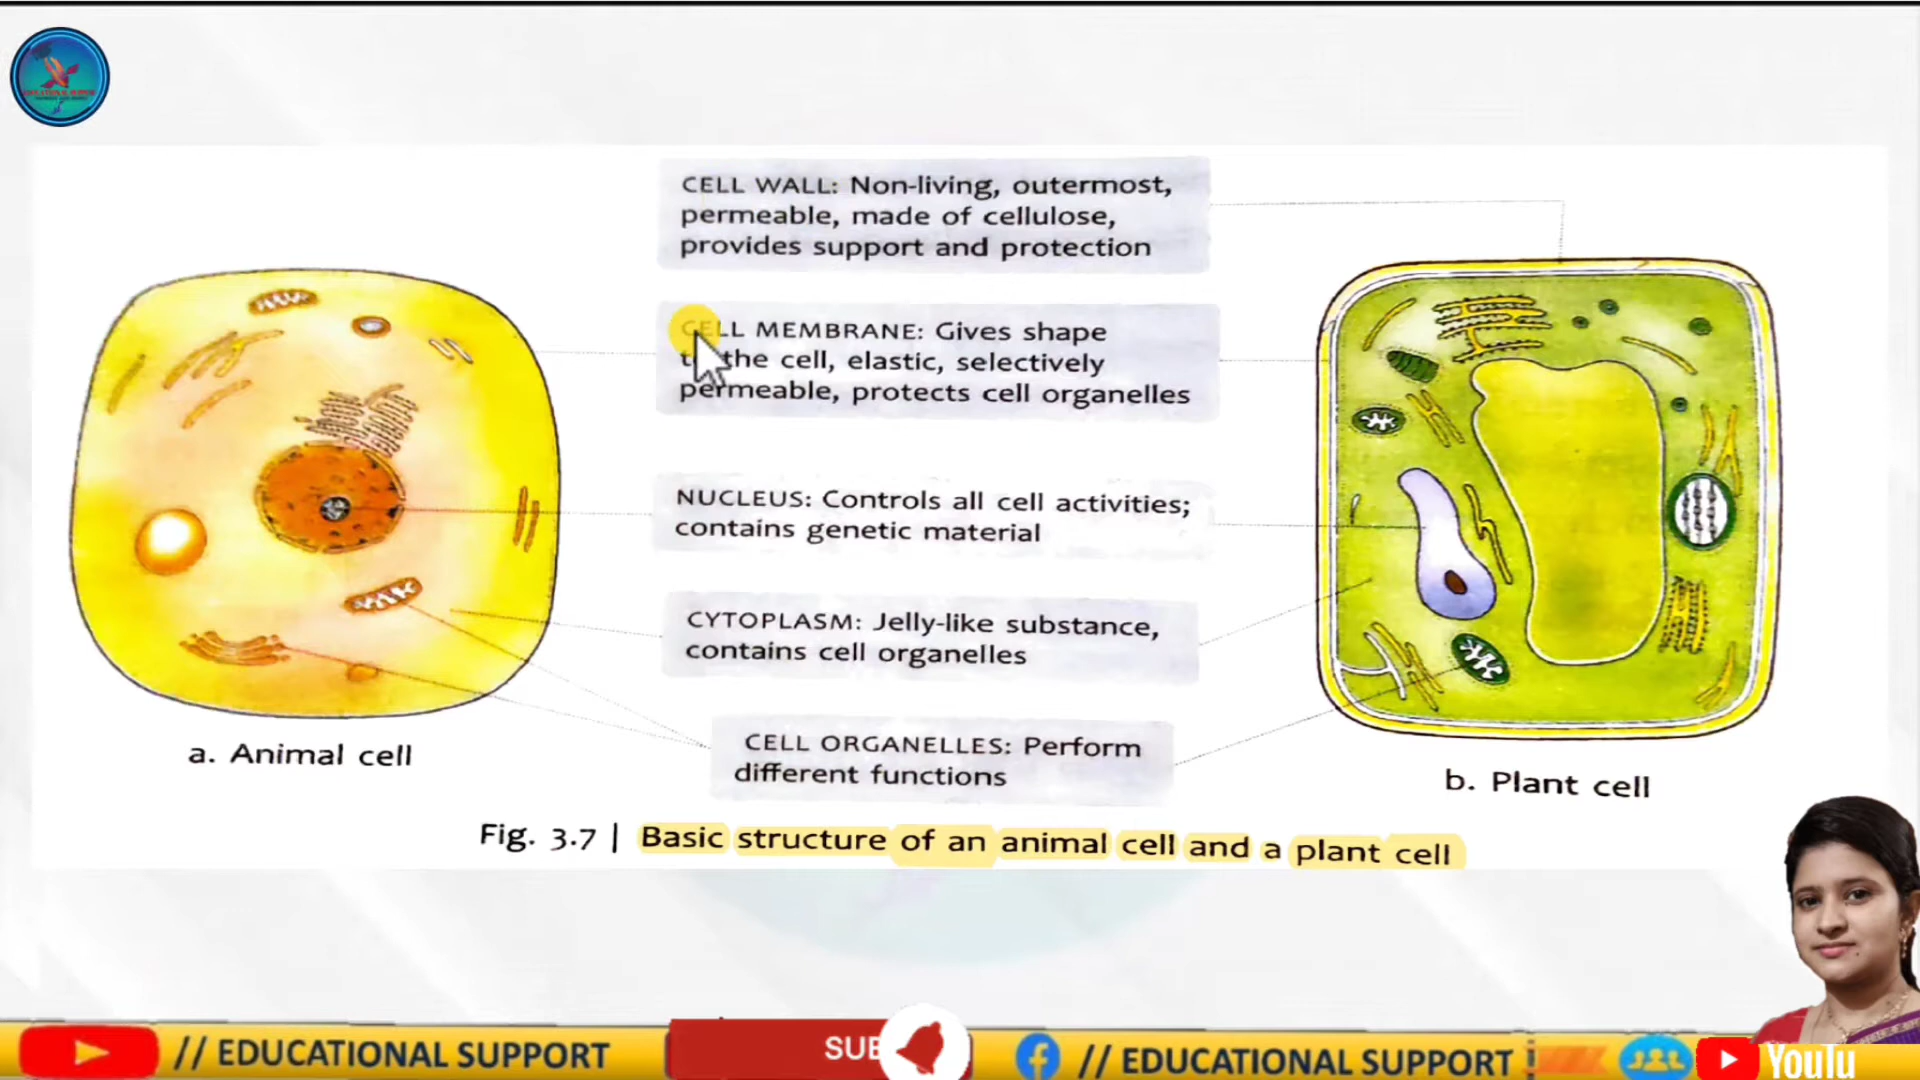 CELL WALL: Non-living, outermost,
permeable, made of cellulose,
provides support and protection
CELL MEMBRANE: Gives shape
the cell, elastic, selectively
permeable, protects cell organelles
NUCLEUS: Controls all cell activities;
contains genetic material
CYTOPLASM: Jelly-like substance,
contains cell organelles
CELL ORGANELLES: Perform
different functions
a. Animal cell
b. Plant cell
Fig. 3.7 | Basic structure of an animal cell and a plant cell
// EDUCATIONAL SUPPORT
SUB
// EDUCATIONAL SUPPORT
YouTu